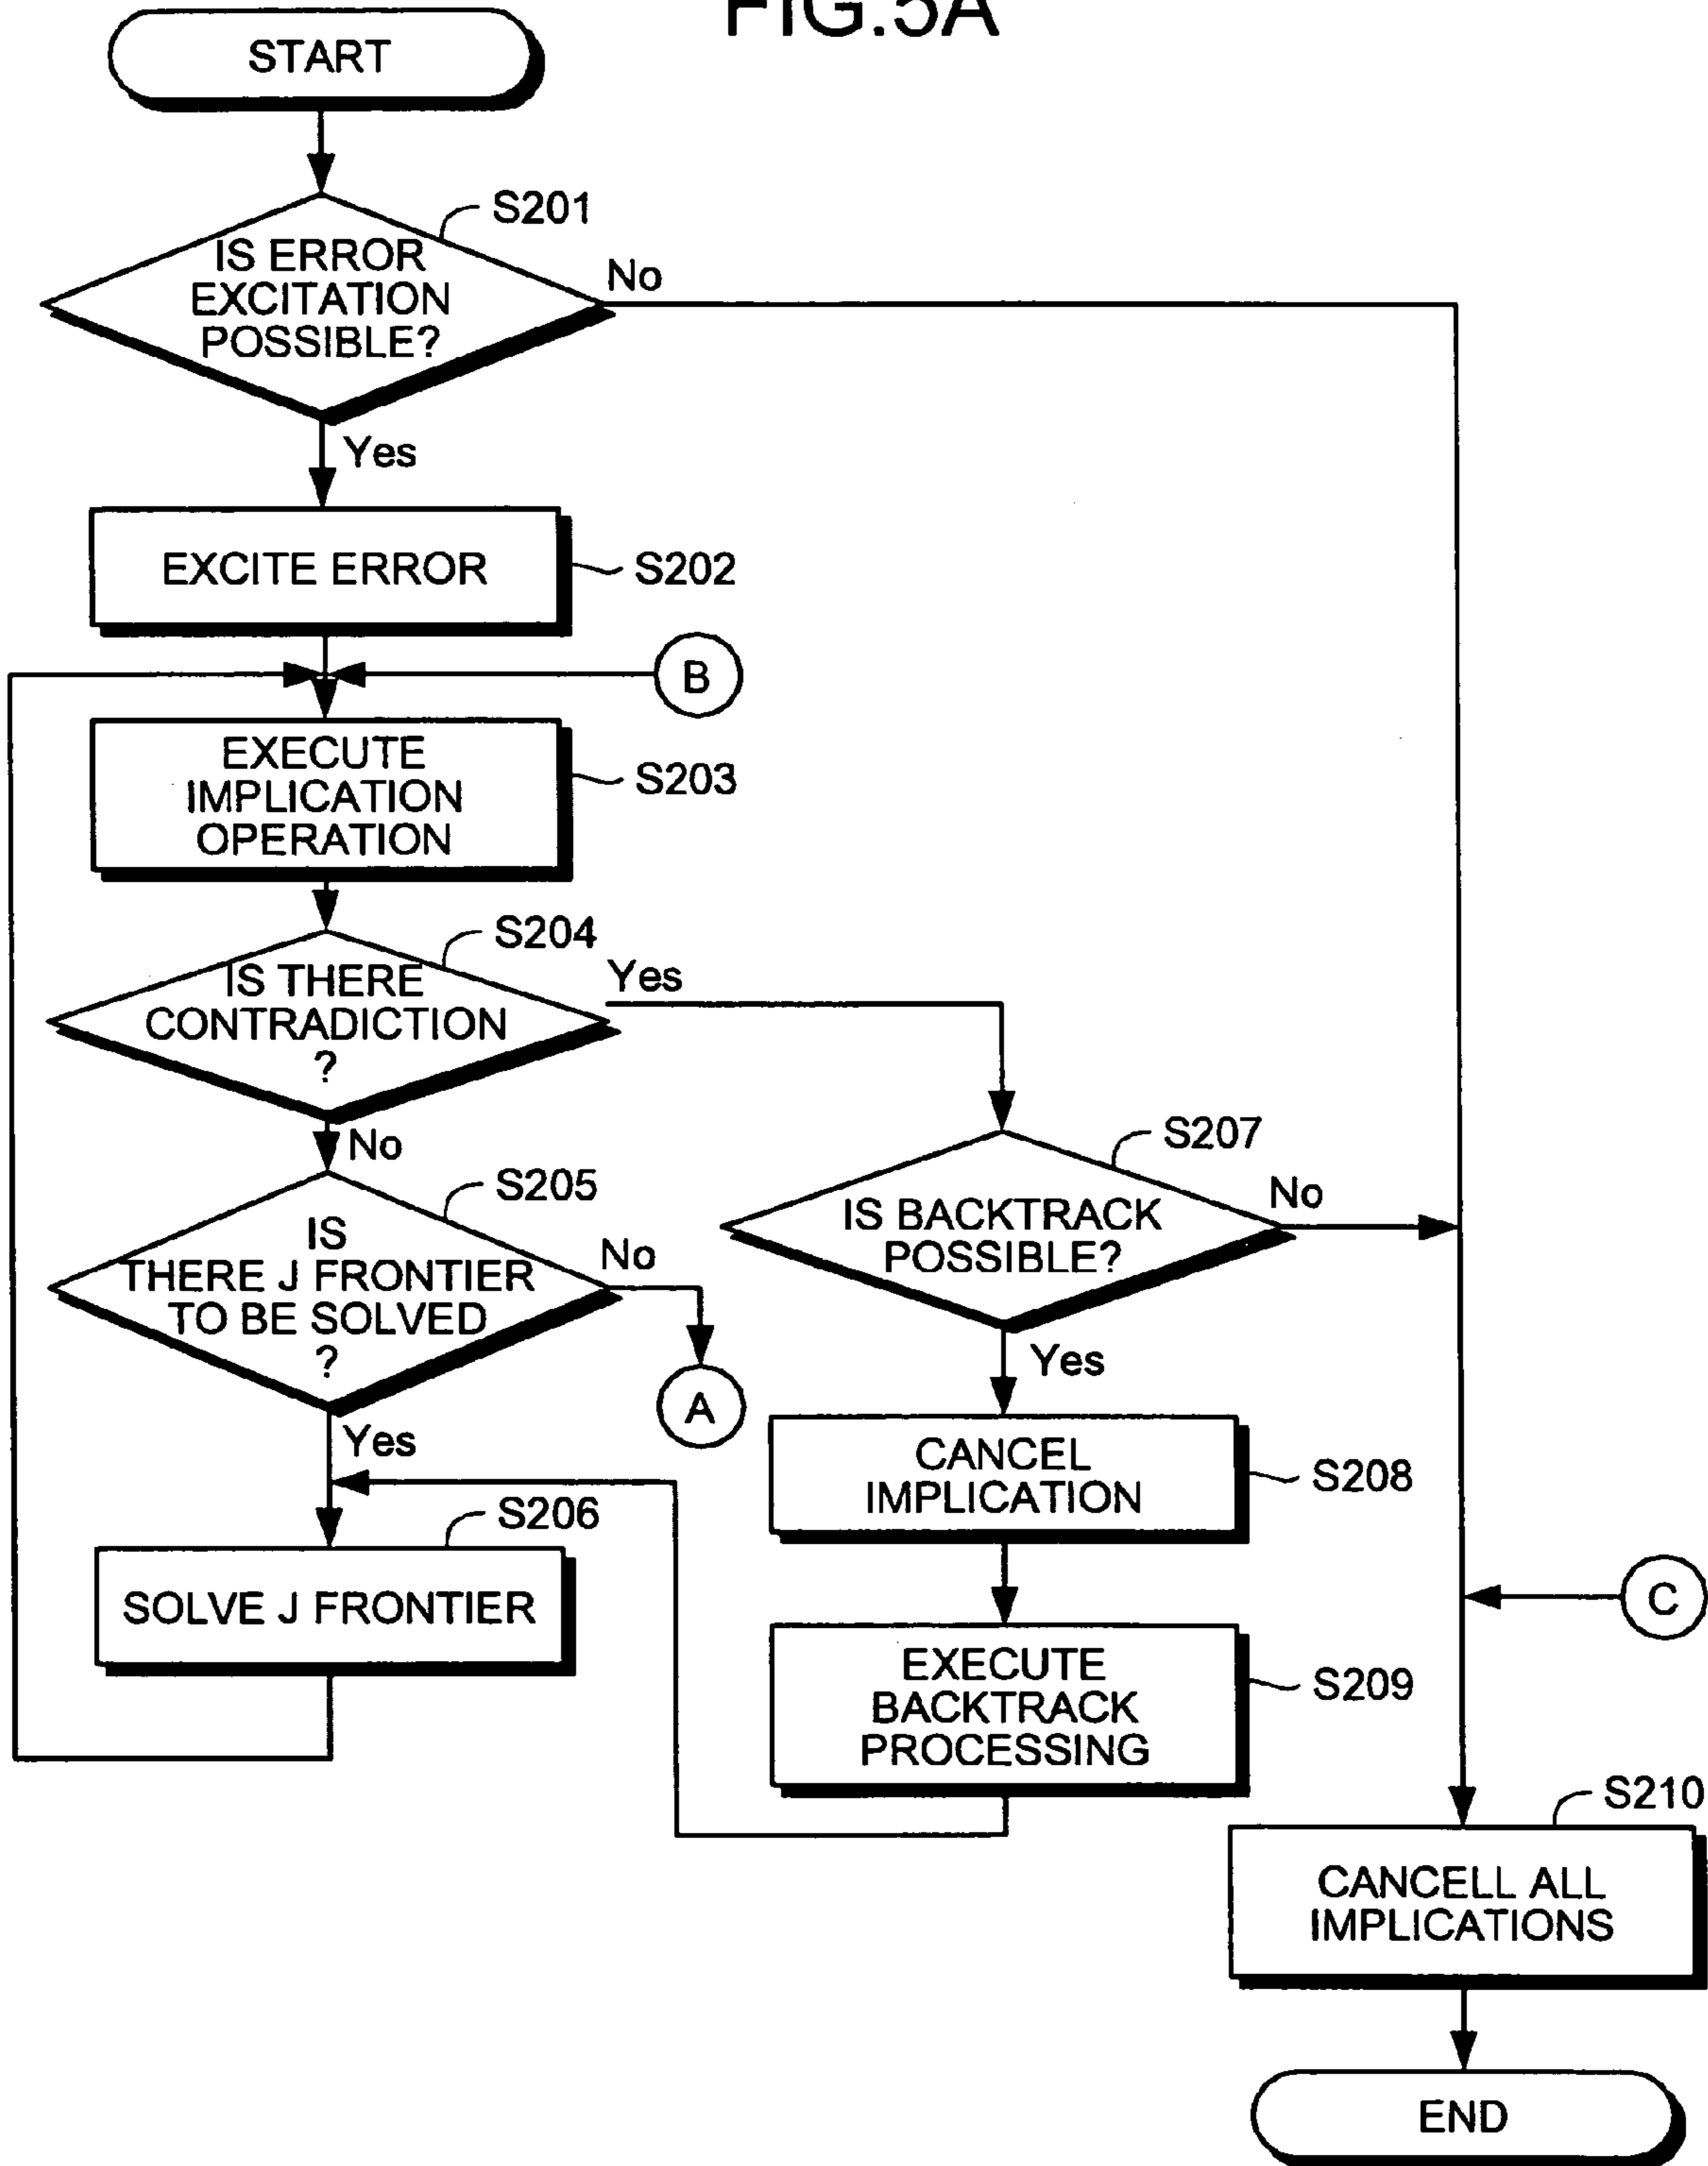 FIG.5A
START
S201
IS ERROR
EXCITATION
POSSIBLE?
No
Yes
EXCITE ERROR
S202
B
EXECUTE
IMPLICATION
OPERATION
S203
S204
IS THERE
CONTRADICTION
?
Yes
No
S205
IS
THERE J FRONTIER
TO BE SOLVED
?
No
A
Yes
S206
SOLVE J FRONTIER
S207
IS BACKTRACK
POSSIBLE?
No
Yes
CANCEL
IMPLICATION
S208
EXECUTE
BACKTRACK
PROCESSING
S209
C
S210
CANCELL ALL
IMPLICATIONS
END